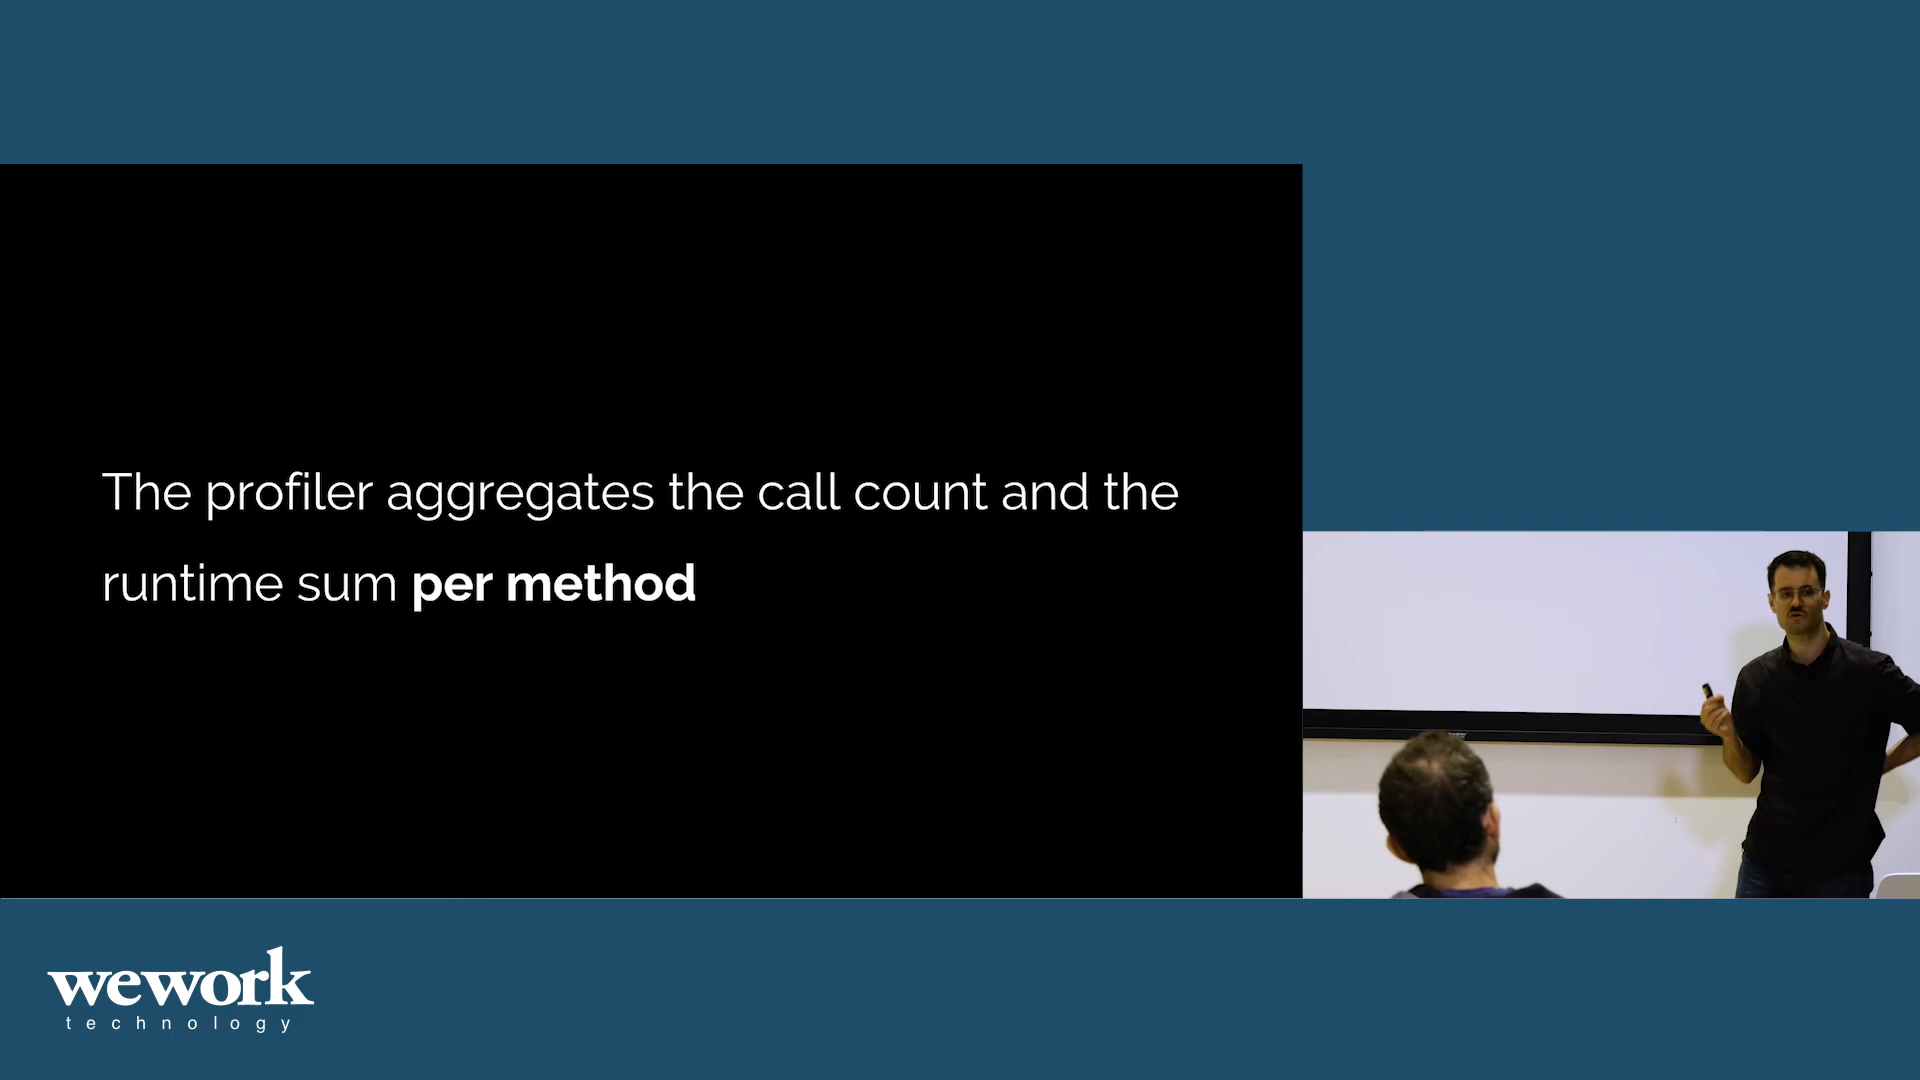 The profiler aggregates the call count and the
runtime sum per method
wework
technology